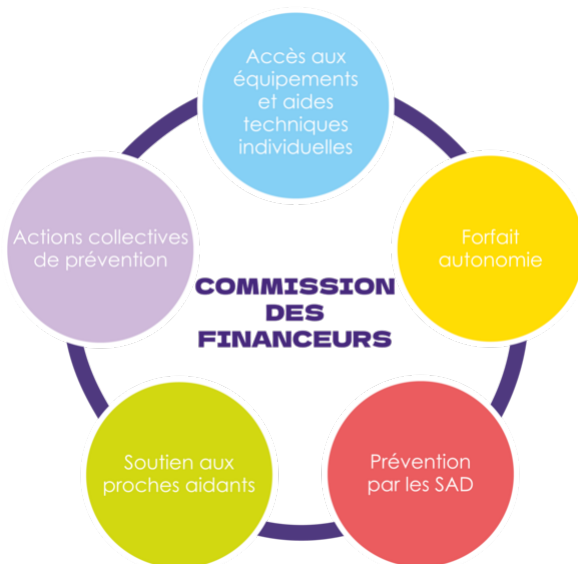 Accès aux
équipements
et aides
techniques
individuelles
Actions collectives
de prévention
Forfait
autonomie
COMMISSION
DES
FINANCEURS
Soutien aux
proches aidants
Prévention
par les SAD